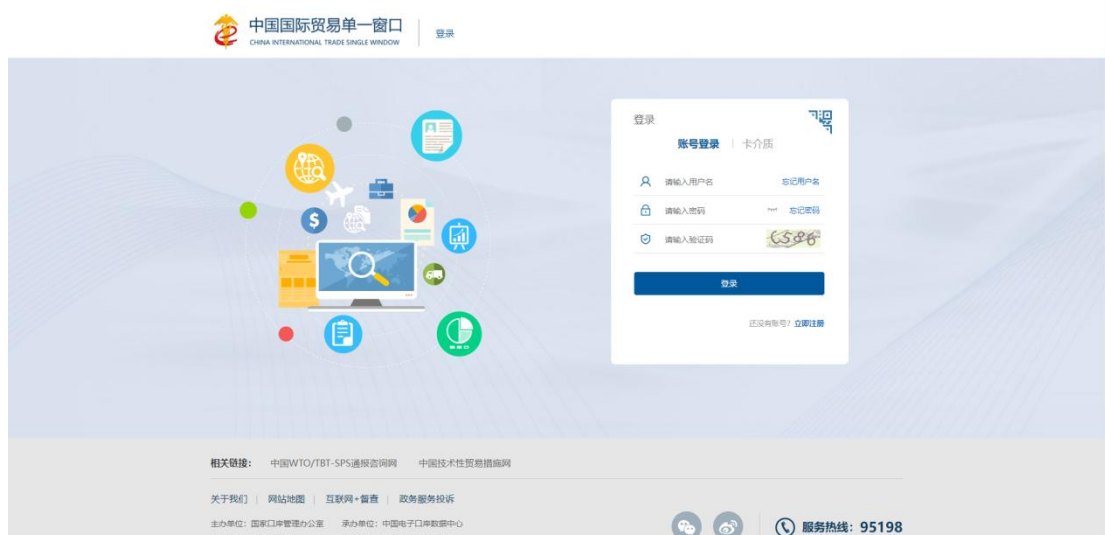 中国国际贸易单一窗口
CHINA INTERNATIONAL TRADE SINGLE WINDOW
登录
登录
账号登录 | 卡介质
请输入用户名 忘记用户名
请输入密码 忘记密码
请输入验证码 C586
登录
还没有账号? 立即注册
相关链接: 中国WTO/TBT-SPS通报咨询网 中国技术性贸易措施网
关于我们 | 网站地图 | 互联网+督查 | 政务服务投诉
主办单位: 国家口岸管理办公室 承办单位: 中国电子口岸数据中心
服务热线: 95198